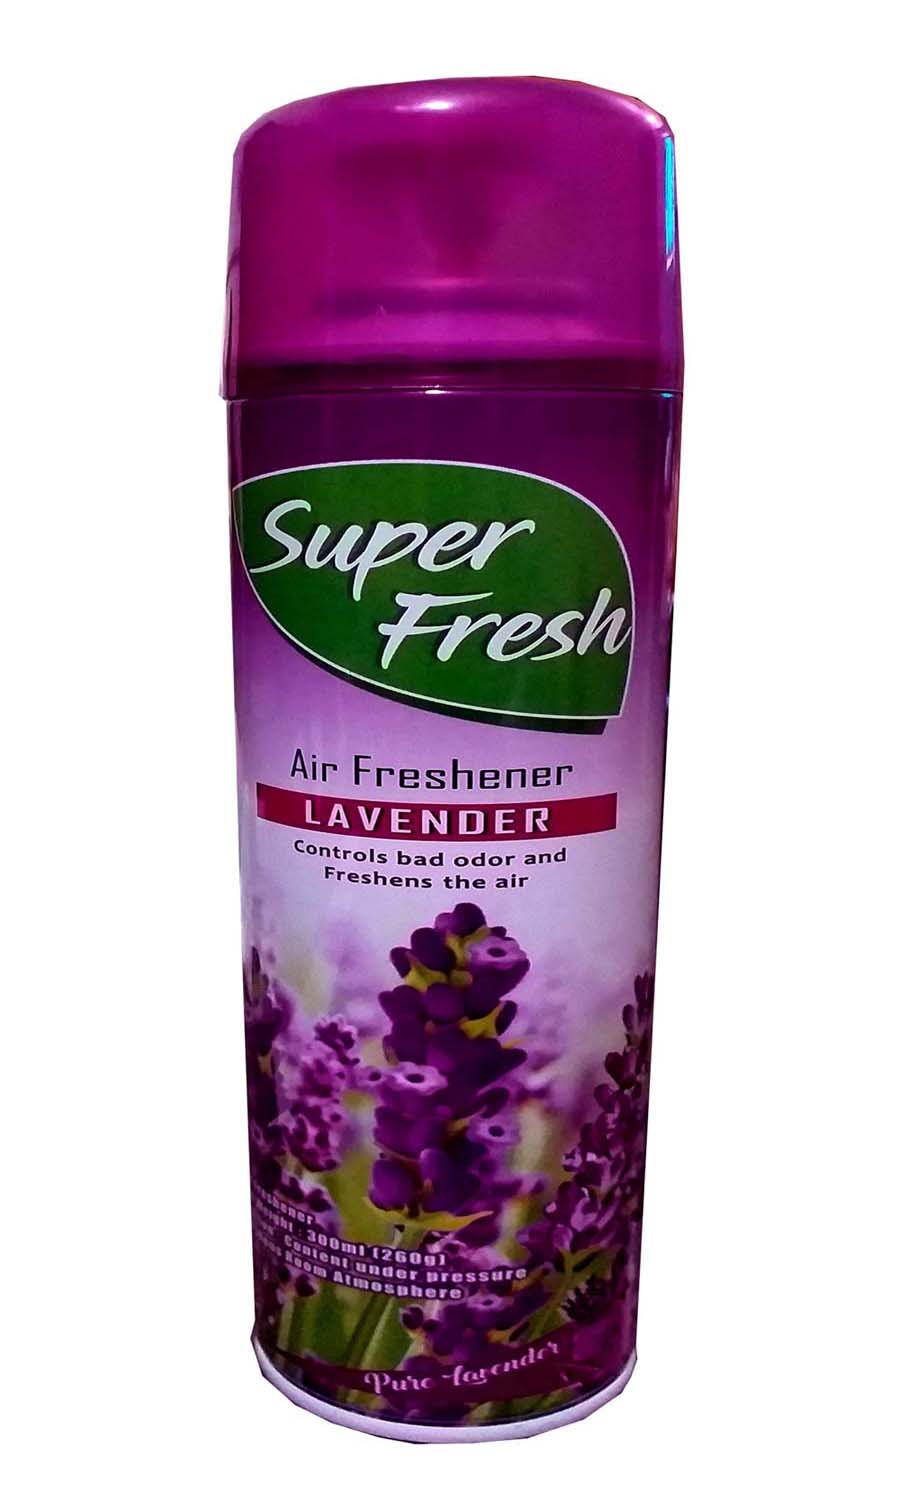 Super
Fresh
Air Freshener
LAVENDER
Controls bad odor and
Freshens the air
300ml (260g)
Content under pressure
Room Atmosphere
Pure Lavender